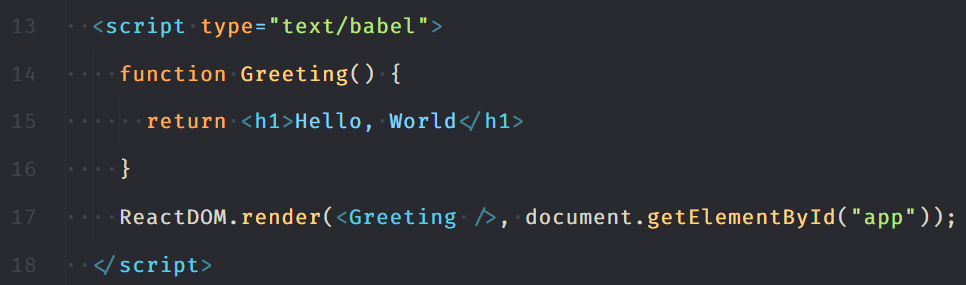 13 <script type="text/babel">
14 function Greeting() {
15 return <h1>Hello, World</h1>
16 }
17 ReactDOM.render(<Greeting />, document.getElementById("app"));
18 </script>